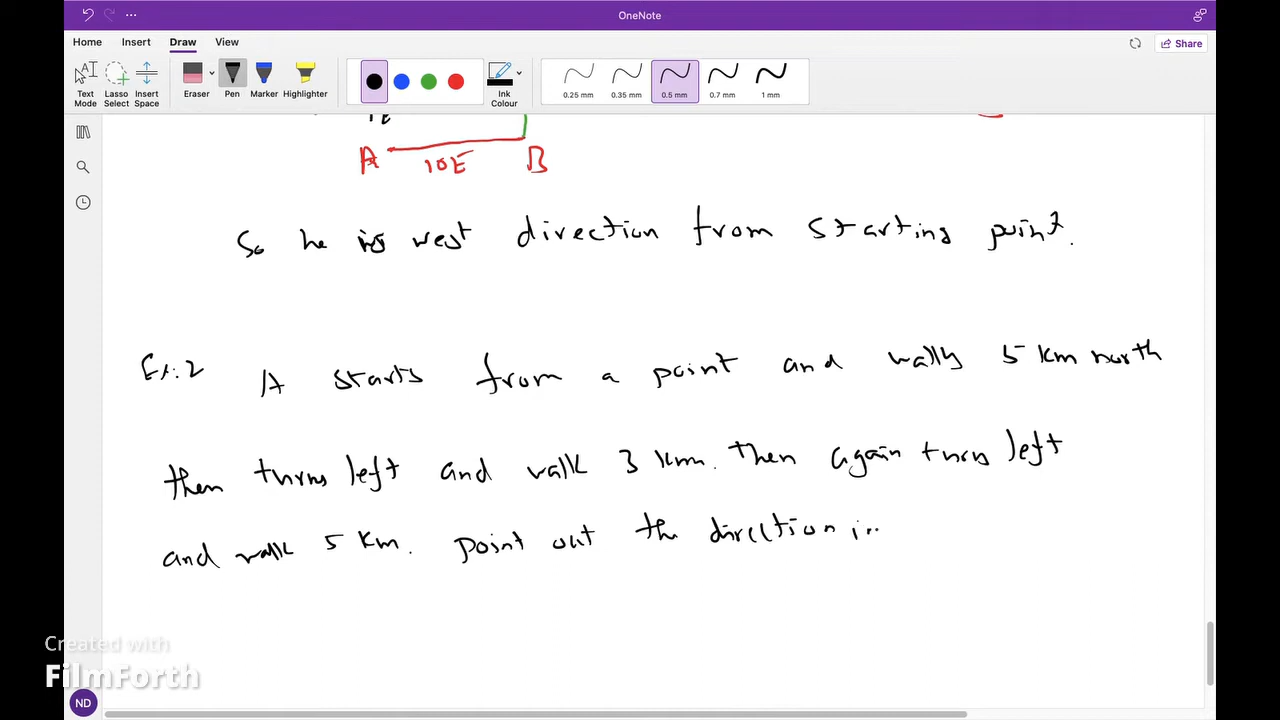 OneNote
Home Insert Draw View
Share
Text Mode Lasso Select Insert Space Eraser Pen Marker Highlighter Ink Colour 0.25 mm 0.35 mm 0.5 mm 0.7 mm 1 mm
A 10E B
So he is west direction from starting point.
Ex:2 A starts from a point and walks 5 km north
then turns left and walk 3 km. Then again turns left
and walk 5 km. point out the direction in
Created with
FilmForth
ND